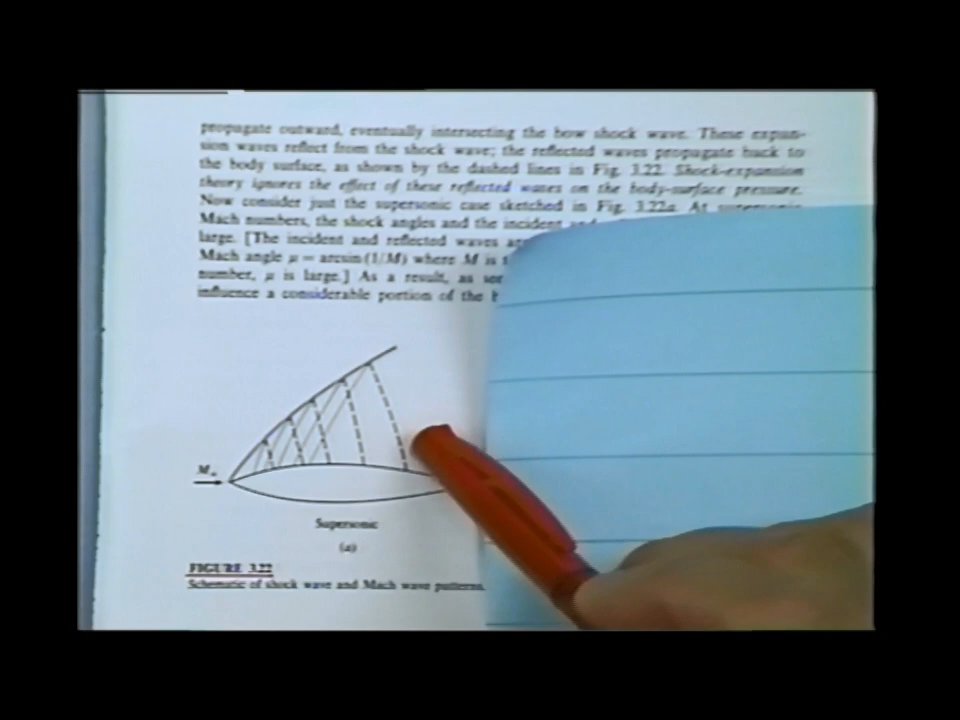 propagate outward, eventually intersecting the bow shock wave. These expan-
sion waves reflect from the shock wave; the reflected waves propagate back to
the body surface, as shown by the dashed lines in Fig. 3.22. Shock-expansion
theory ignores the effect of these reflected waves on the body-surface pressure.
Now consider just the supersonic case sketched in Fig. 3.22a. At supersonic
Mach numbers, the shock angles and the incident and
large. [The incident and reflected waves are
Mach angle μ = arcsin (1/M) where M is
number, μ is large.] As a result, as
influence a considerable portion of the
M∞
Supersonic
(a)
FIGURE 3.22
Schematic of shock wave and Mach wave patterns.